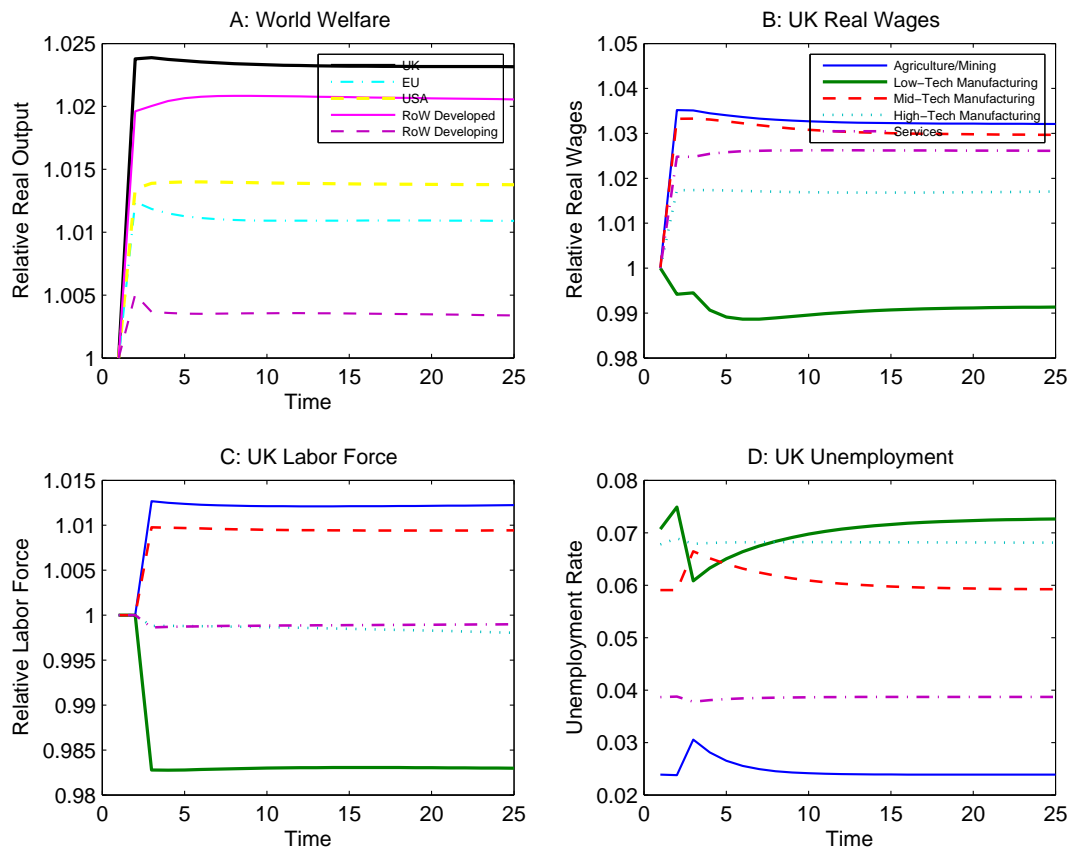 A: World Welfare
1.025
1.02
1.015
1.01
1.005
1
0
5
10
15
20
25
Relative Real Output
Time
UK
EU
USA
RoW Developed
RoW Developing
B: UK Real Wages
1.05
1.04
1.03
1.02
1.01
1
0.99
0.98
0
5
10
15
20
25
Relative Real Wages
Time
Agriculture/Mining
Low-Tech Manufacturing
Mid-Tech Manufacturing
High-Tech Manufacturing
Services
C: UK Labor Force
1.015
1.01
1.005
1
0.995
0.99
0.985
0.98
0
5
10
15
20
25
Relative Labor Force
Time
D: UK Unemployment
0.08
0.07
0.06
0.05
0.04
0.03
0.02
0
5
10
15
20
25
Unemployment Rate
Time